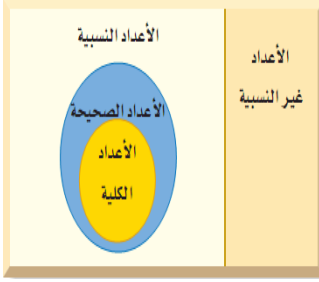 الأعداد النسبية
الأعداد
غير النسبية
الأعداد الصحيحة
الأعداد
الكلية